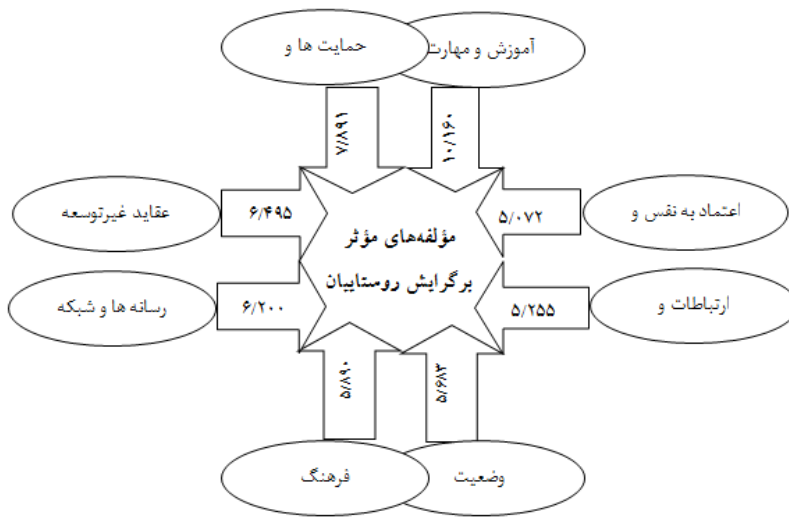 آموزش و مهارت
حمایت ها و
۱۰/۱۶۰
۷/۸۹۱
اعتماد به نفس و
۵/۰۷۲
۶/۴۹۵
عقاید غیرتوسعه
مؤلفه‌های مؤثر
برگرایش روستاییان
ارتباطات و
۵/۲۵۵
۶/۲۰۰
رسانه ها و شبکه
۵/۶۸۳
۵/۸۹۰
وضعیت
فرهنگ